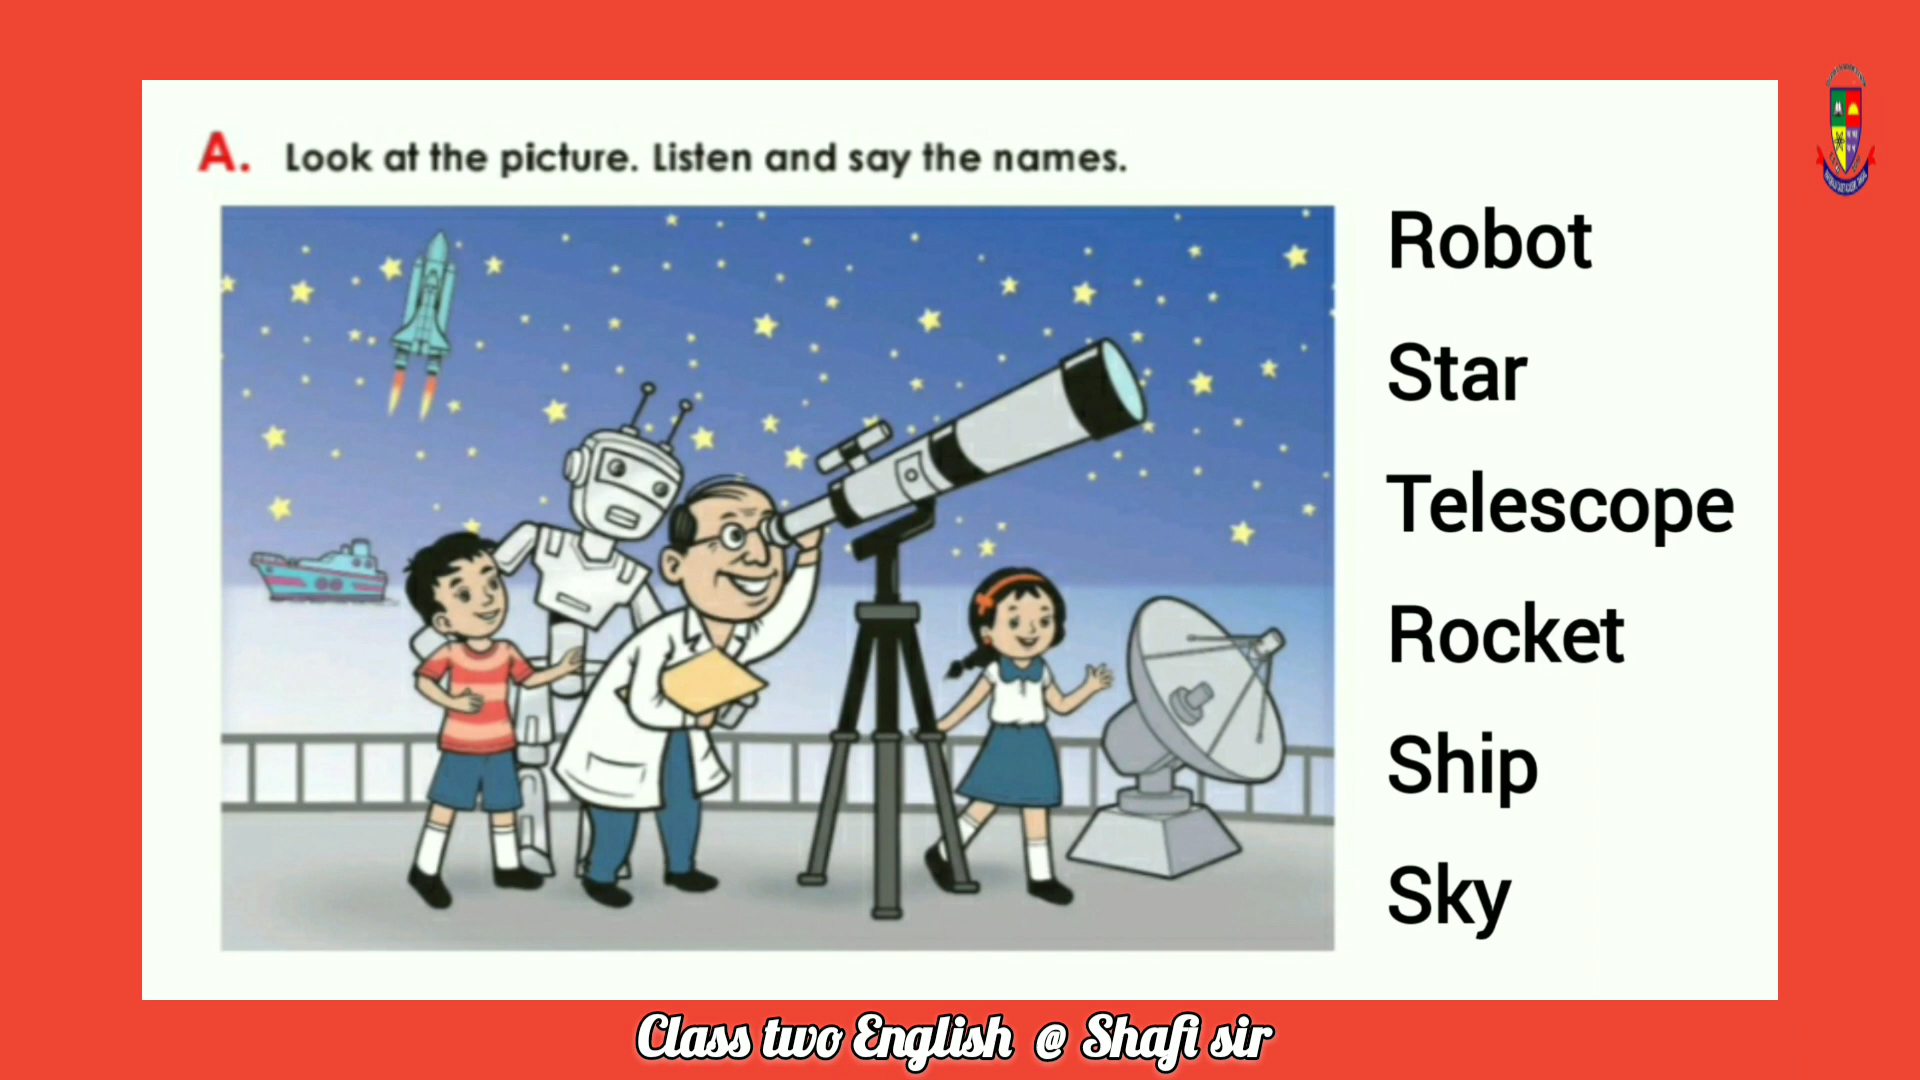 A. Look at the picture. Listen and say the names.
Robot
Star
Telescope
Rocket
Ship
Sky
Class two English @ Shafi sir